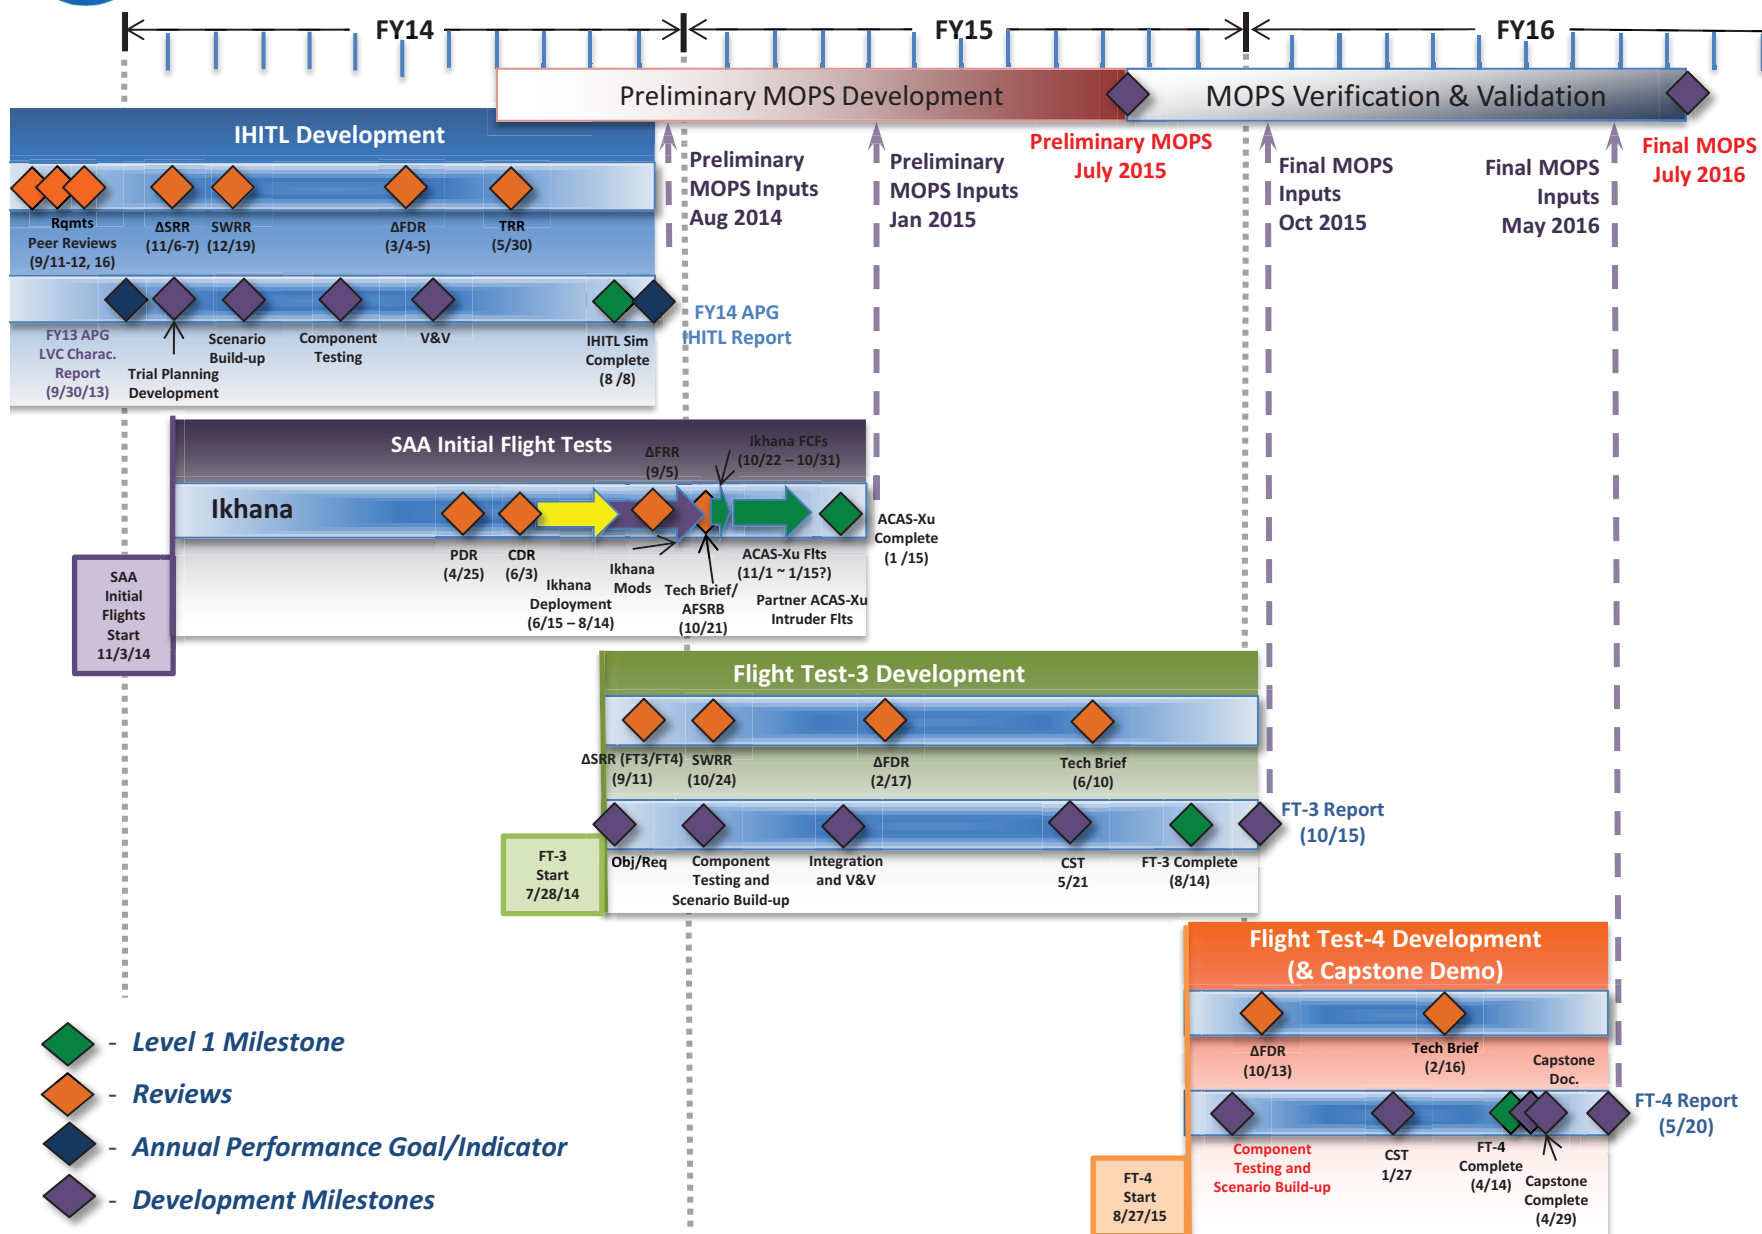 FY14
FY15
FY16
Preliminary MOPS Development
MOPS Verification & Validation
Preliminary MOPS
July 2015
Final MOPS
July 2016
Preliminary
MOPS Inputs
Aug 2014
Preliminary
MOPS Inputs
Jan 2015
Final MOPS
Inputs
Oct 2015
Final MOPS
Inputs
May 2016
IHITL Development
Rqmts
Peer Reviews
(9/11-12, 16)
ΔSRR
(11/6-7)
SWRR
(12/19)
ΔFDR
(3/4-5)
TRR
(5/30)
FY13 APG
LVC Charac.
Report
(9/30/13)
Trial Planning
Development
Scenario
Build-up
Component
Testing
V&V
IHITL Sim
Complete
(8 /8)
FY14 APG
IHITL Report
SAA Initial Flight Tests
ΔFRR
(9/5)
Ikhana FCFs
(10/22 – 10/31)
Ikhana
PDR
(4/25)
CDR
(6/3)
Ikhana
Deployment
(6/15 – 8/14)
Ikhana
Mods
Tech Brief/
AFSRB
(10/21)
ACAS-Xu Flts
(11/1 ~ 1/15?)
Partner ACAS-Xu
Intruder Flts
ACAS-Xu
Complete
(1 /15)
SAA
Initial
Flights
Start
11/3/14
Flight Test-3 Development
ΔSRR (FT3/FT4)
(9/11)
SWRR
(10/24)
ΔFDR
(2/17)
Tech Brief
(6/10)
Obj/Req
Component
Testing and
Scenario Build-up
Integration
and V&V
CST
5/21
FT-3 Complete
(8/14)
FT-3 Report
(10/15)
FT-3
Start
7/28/14
Flight Test-4 Development
(& Capstone Demo)
ΔFDR
(10/13)
Tech Brief
(2/16)
Capstone
Doc.
Component
Testing and
Scenario Build-up
CST
1/27
FT-4
Complete
(4/14)
Capstone
Complete
(4/29)
FT-4 Report
(5/20)
FT-4
Start
8/27/15
- Level 1 Milestone
- Reviews
- Annual Performance Goal/Indicator
- Development Milestones